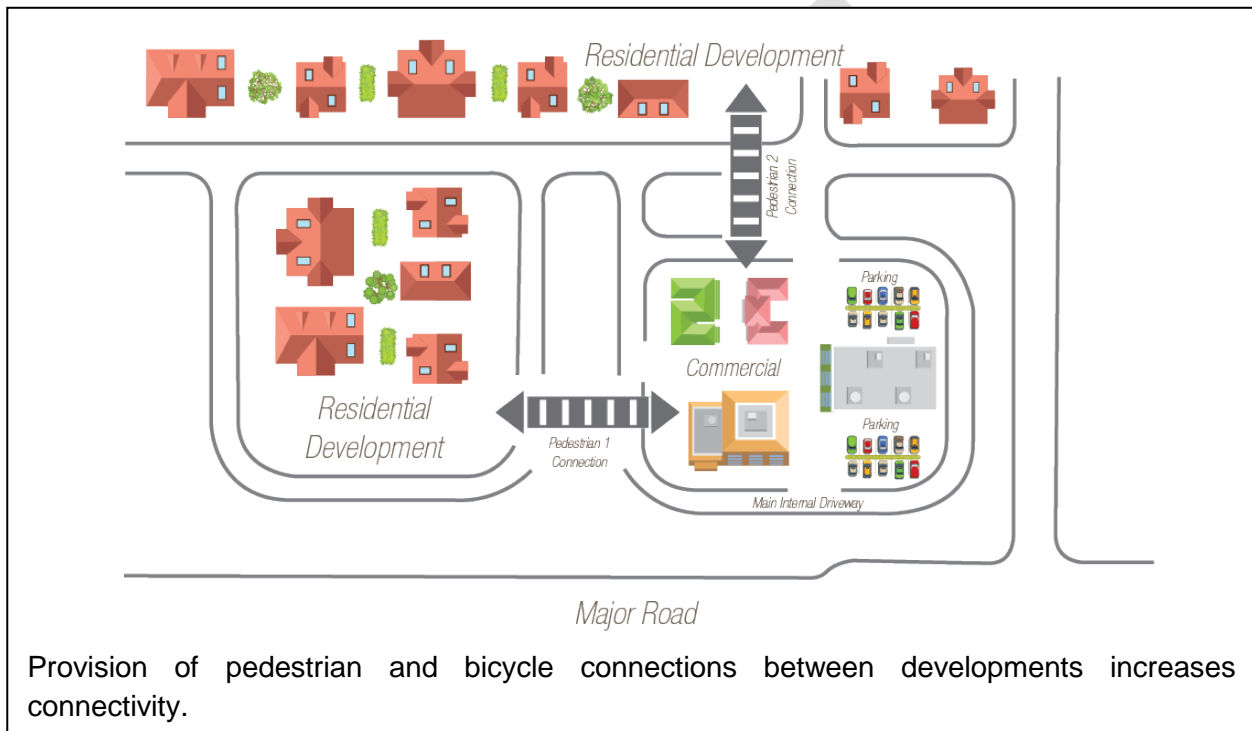 Residential Development
Pedestrian 2
Connection
Parking
Commercial
Residential
Development
Parking
Pedestrian 1
Connection
Main Internal Driveway
Major Road
Provision of pedestrian and bicycle connections between developments increases
connectivity.